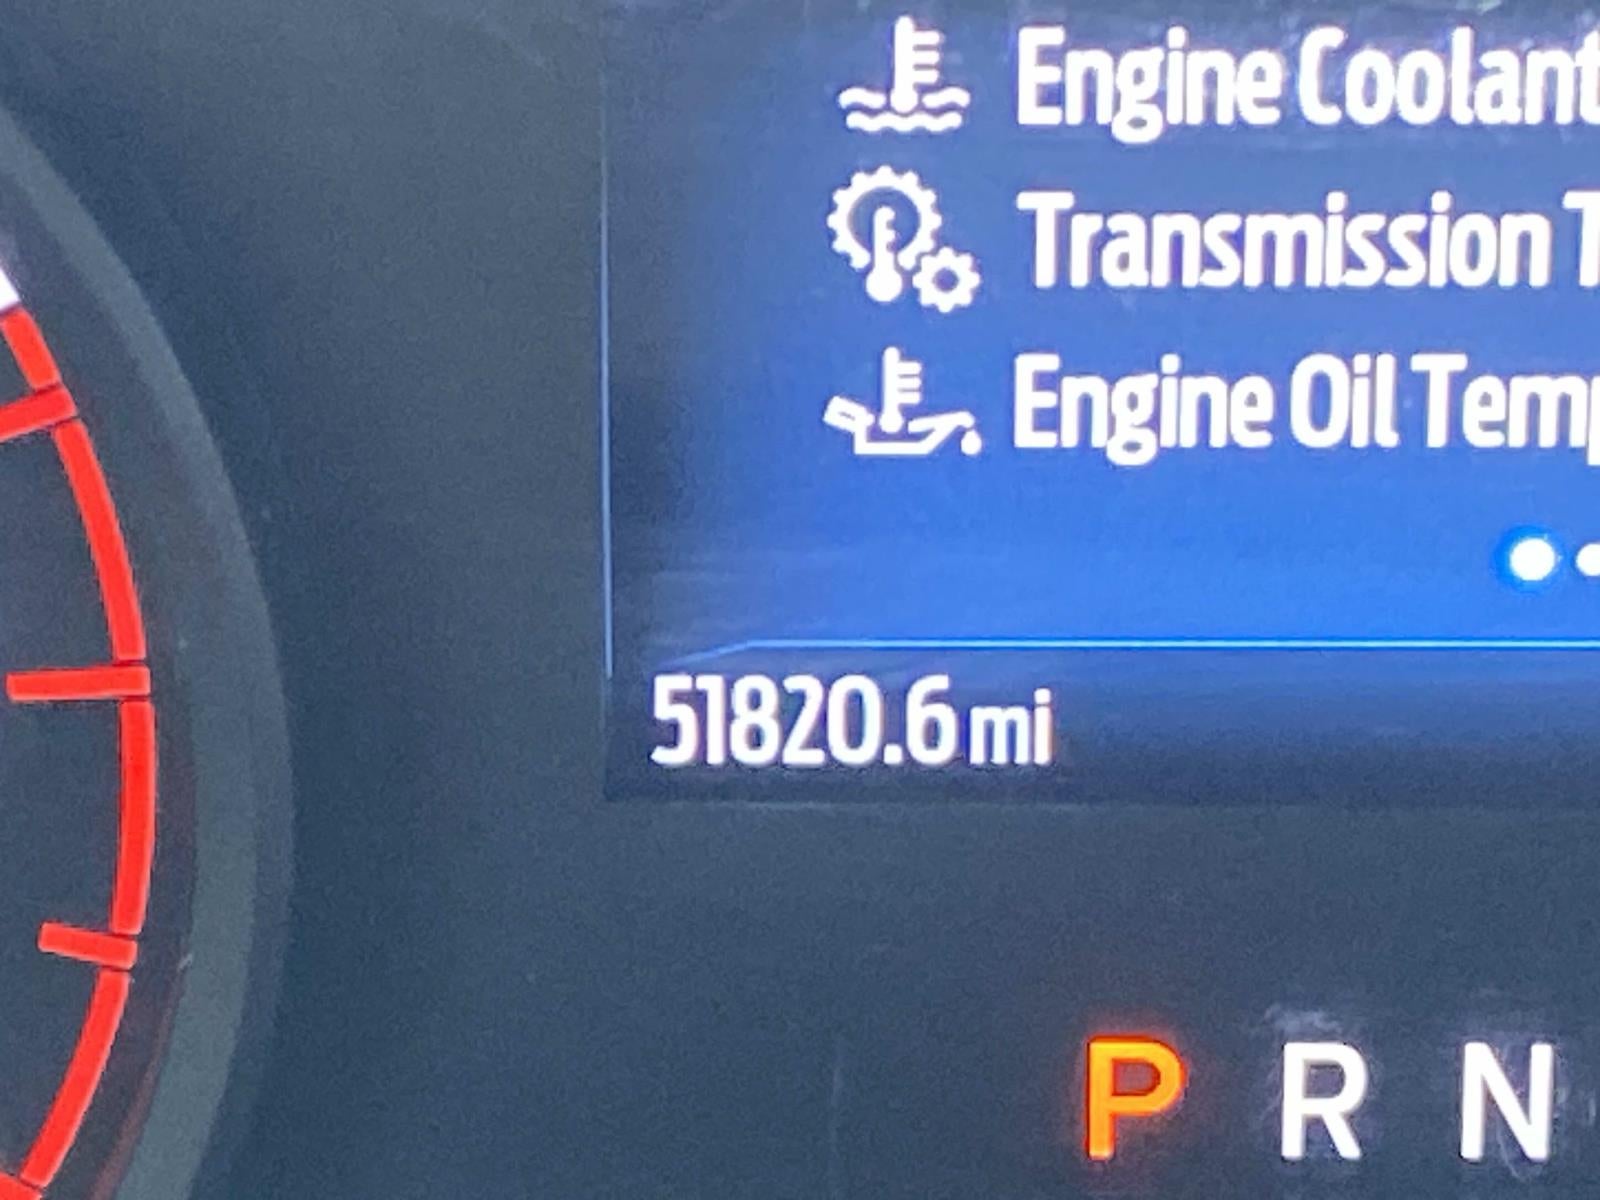 Engine Coolant
Transmission T
Engine Oil Temp
51820.6 mi
P R N